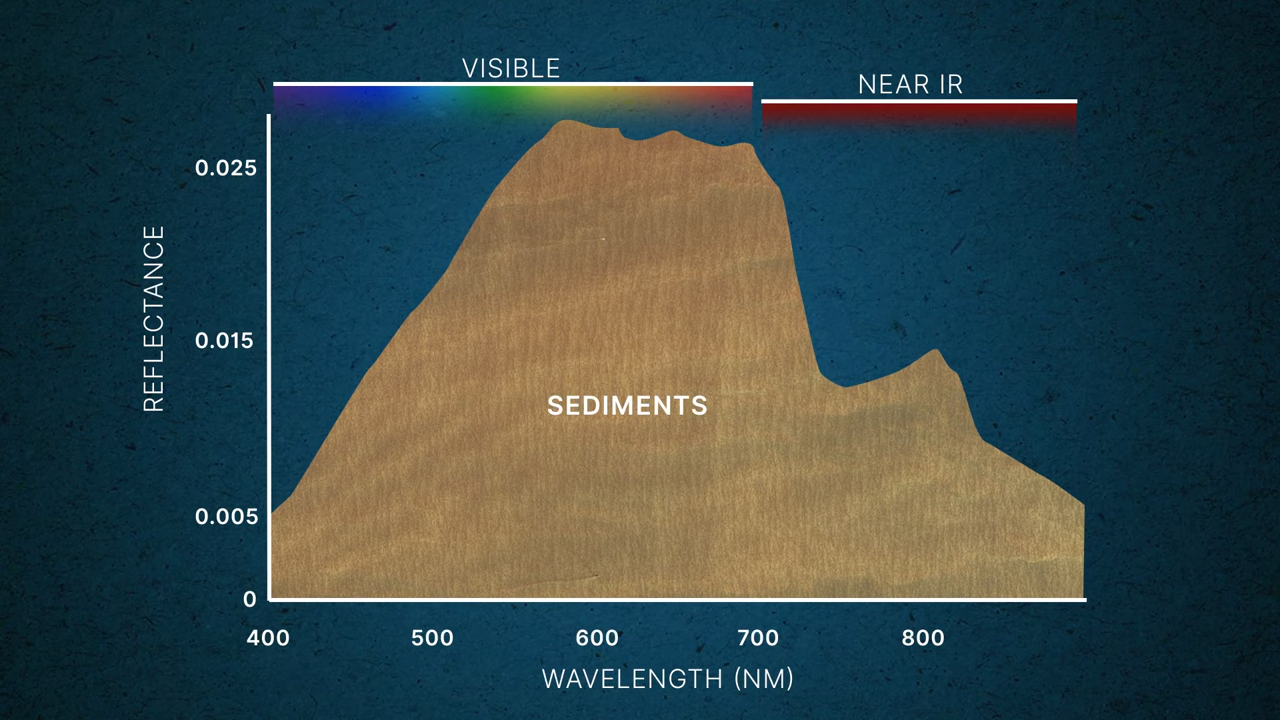 VISIBLE
NEAR IR
0.025
0.015
0.005
0
REFLECTANCE
SEDIMENTS
400 500 600 700 800
WAVELENGTH (NM)